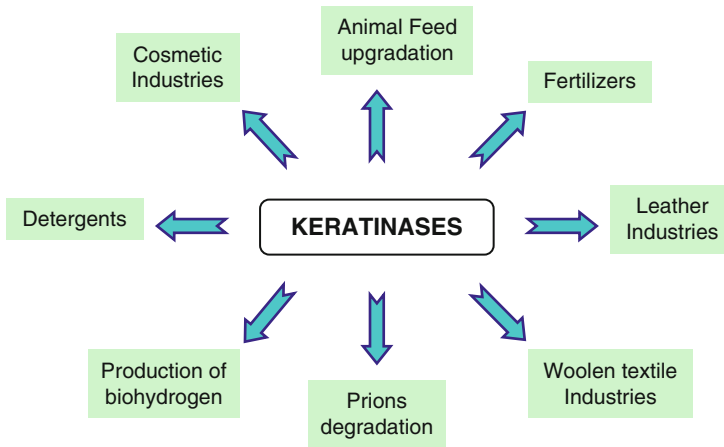 Animal Feed
upgradation
Cosmetic
Industries
Fertilizers
Detergents
KERATINASES
Leather
Industries
Production of
biohydrogen
Prions
degradation
Woolen textile
Industries